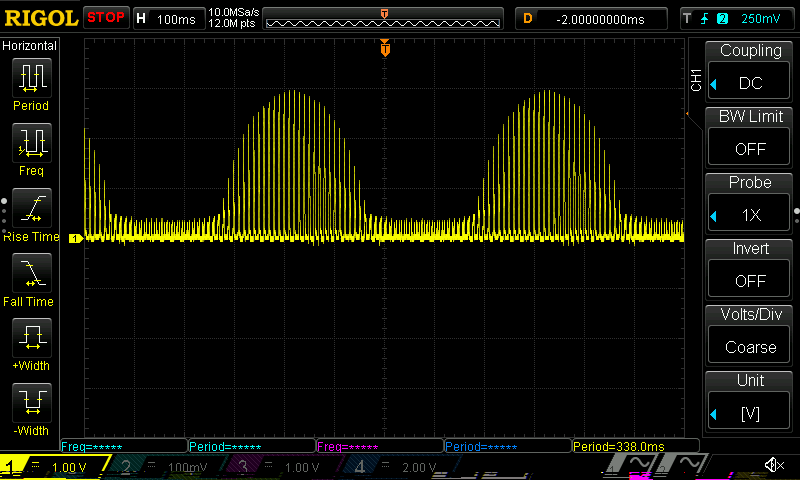 RIGOL STOP H 100ms 10.0MSa/s D -2.00000000ms T 2 250mV
12.0M pts
T
T
Horizontal
Period
Freq
Rise Time
Fall Time
+Width
-Width
1
CH1
Coupling
DC
BW Limit
OFF
Probe
1X
Invert
OFF
Volts/Div
Coarse
Unit
[V]
Freq=***** Period=***** Freq=***** Period=***** Period=338.0ms
1 1.00 V 2 100mV 3 1.00 V 4 2.00 V